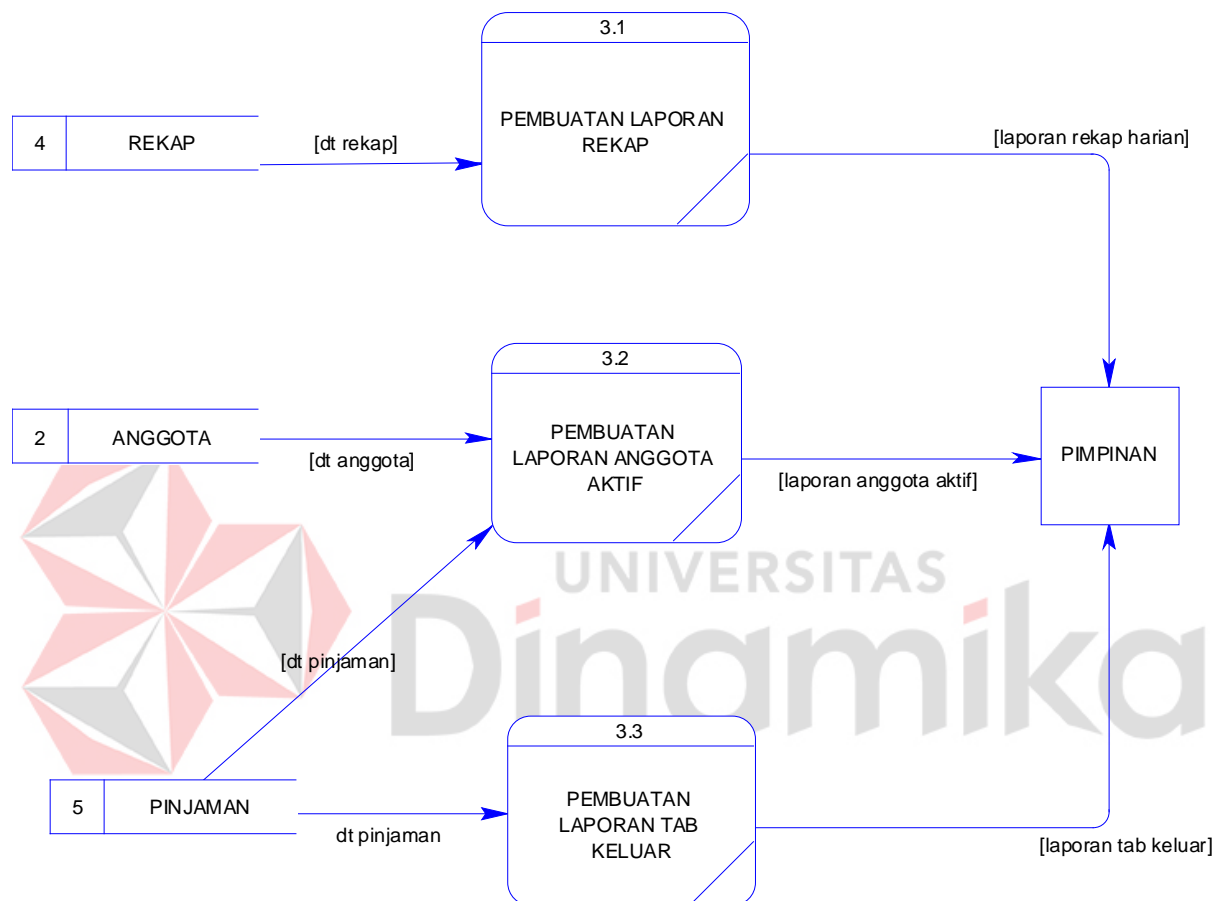 3.1
PEMBUATAN LAPORAN
REKAP
4 REKAP
[dt rekap]
[laporan rekap harian]
3.2
PEMBUATAN
LAPORAN ANGGOTA
AKTIF
2 ANGGOTA
[dt anggota]
[laporan anggota aktif]
PIMPINAN
UNIVERSITAS
Dinamika
[dt pinjaman]
3.3
PEMBUATAN
LAPORAN TAB
KELUAR
5 PINJAMAN
dt pinjaman
[laporan tab keluar]